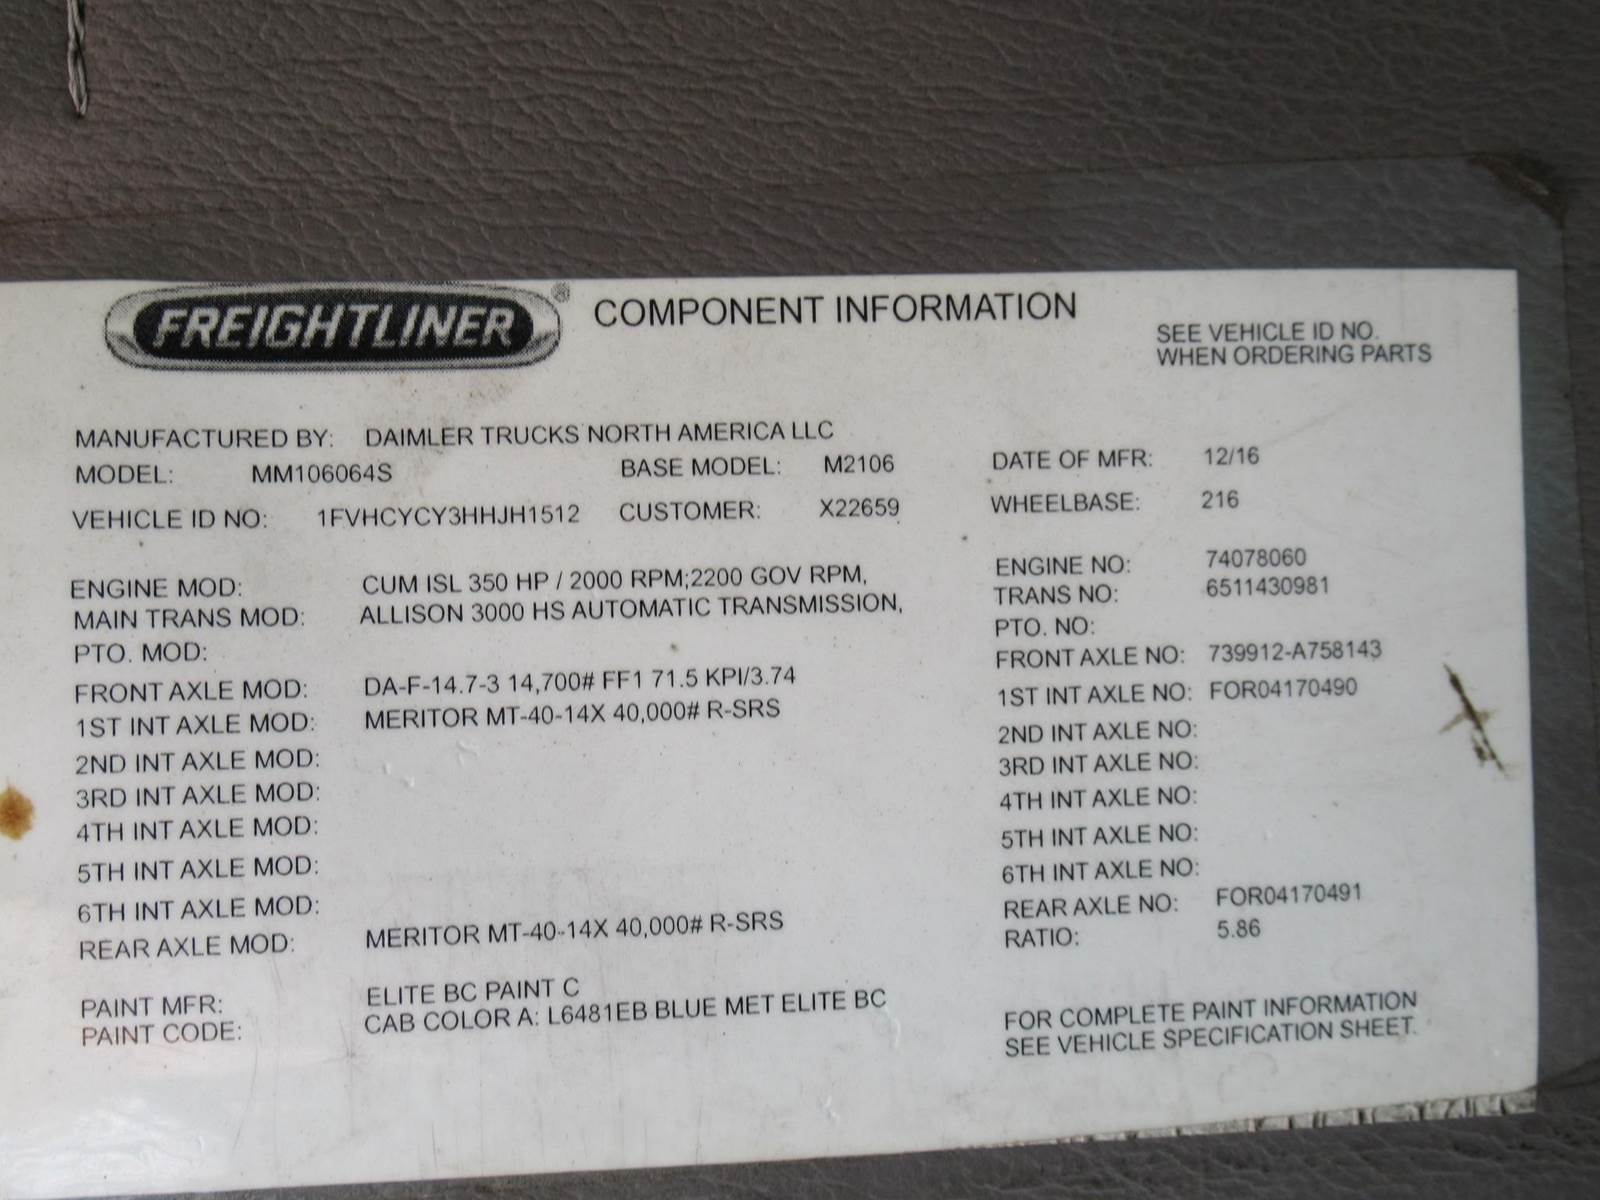 FREIGHTLINER® COMPONENT INFORMATION
SEE VEHICLE ID NO.
WHEN ORDERING PARTS
MANUFACTURED BY: DAIMLER TRUCKS NORTH AMERICA LLC
MODEL: MM106064S BASE MODEL: M2106 DATE OF MFR: 12/16
VEHICLE ID NO: 1FVHCYCY3HHJH1512 CUSTOMER: X22659 WHEELBASE: 216
ENGINE MOD: CUM ISL 350 HP / 2000 RPM;2200 GOV RPM, ENGINE NO: 74078060
MAIN TRANS MOD: ALLISON 3000 HS AUTOMATIC TRANSMISSION, TRANS NO: 6511430981
PTO. MOD: PTO. NO:
FRONT AXLE MOD: DA-F-14.7-3 14,700# FF1 71.5 KPI/3.74 FRONT AXLE NO: 739912-A758143
1ST INT AXLE MOD: MERITOR MT-40-14X 40,000# R-SRS 1ST INT AXLE NO: FOR04170490
2ND INT AXLE MOD: 2ND INT AXLE NO:
3RD INT AXLE MOD: 3RD INT AXLE NO:
4TH INT AXLE MOD: 4TH INT AXLE NO:
5TH INT AXLE MOD: 5TH INT AXLE NO:
6TH INT AXLE MOD: 6TH INT AXLE NO:
REAR AXLE MOD: MERITOR MT-40-14X 40,000# R-SRS REAR AXLE NO: FOR04170491
RATIO: 5.86
PAINT MFR: ELITE BC PAINT C
PAINT CODE: CAB COLOR A: L6481EB BLUE MET ELITE BC
FOR COMPLETE PAINT INFORMATION
SEE VEHICLE SPECIFICATION SHEET.